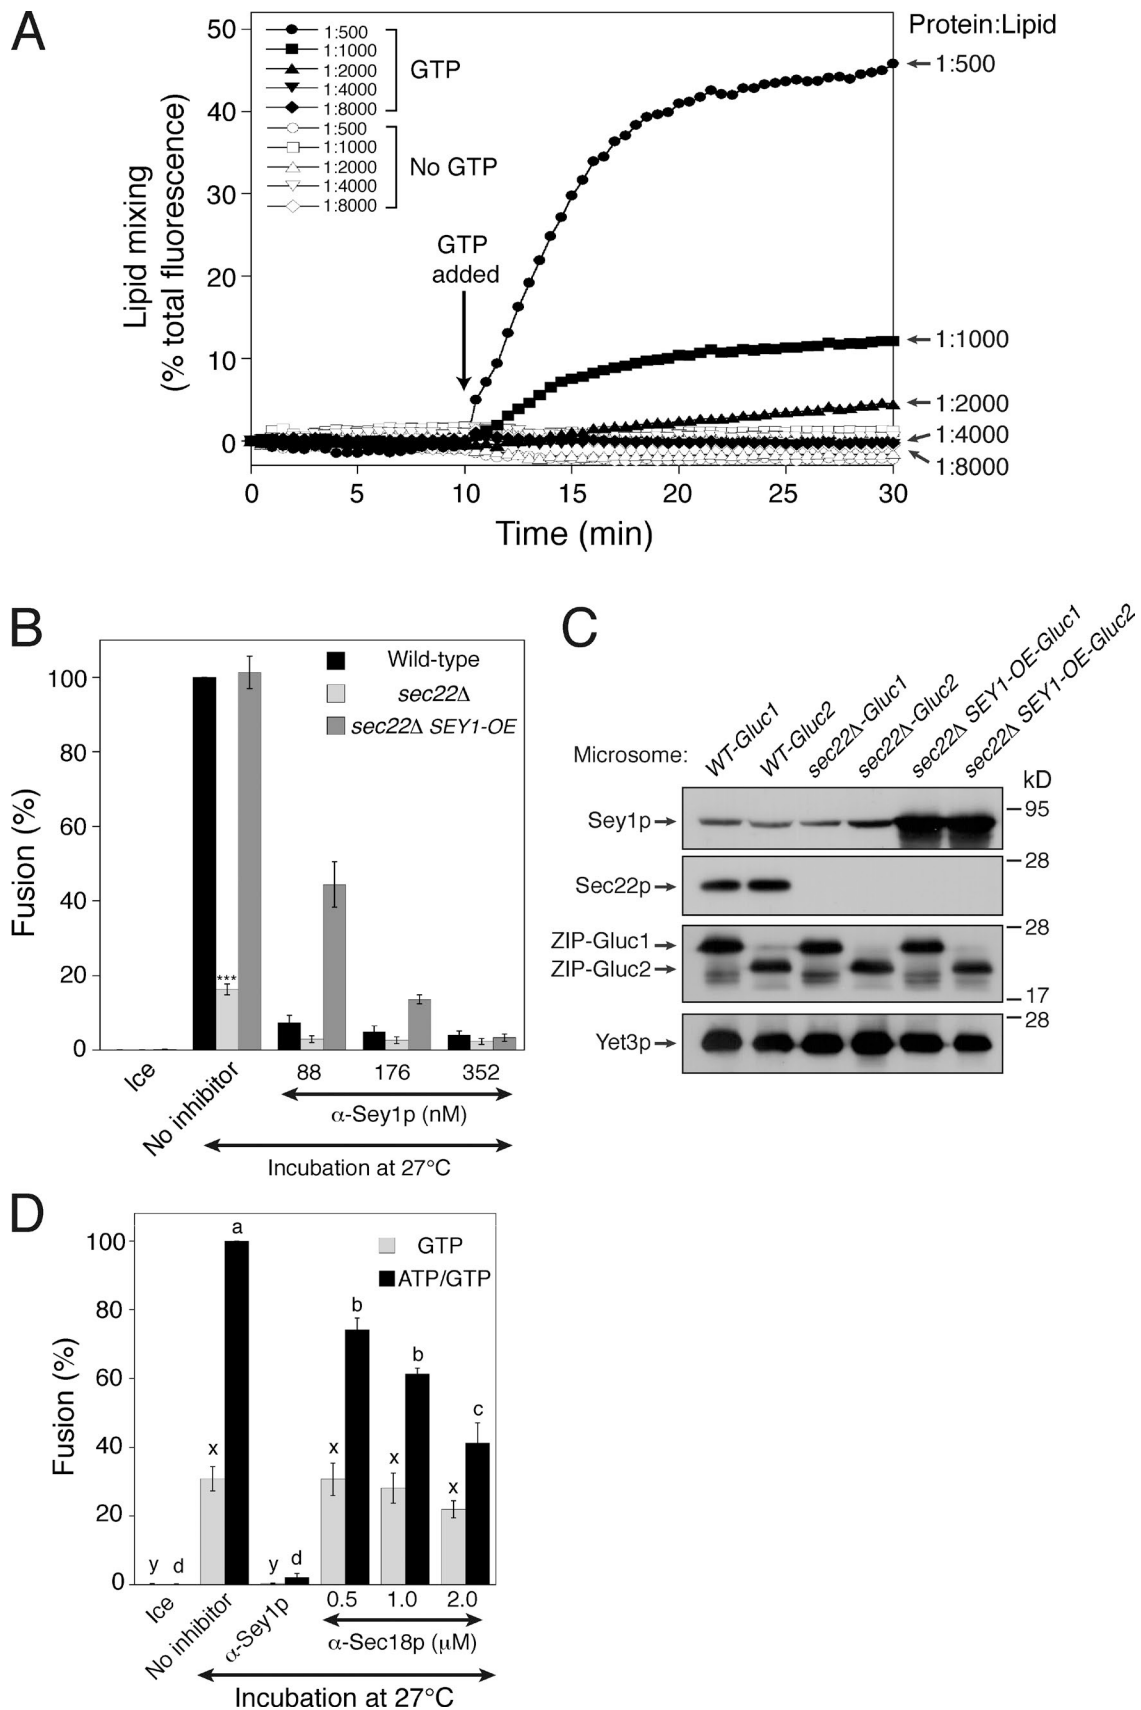 A
Protein:Lipid
50
40
30
20
10
0
Lipid mixing
(% total fluorescence)
1:500
1:1000
1:2000
1:4000
1:8000
GTP
1:500
1:1000
1:2000
1:4000
1:8000
No GTP
GTP
added
1:500
1:1000
1:2000
1:4000
1:8000
0 5 10 15 20 25 30
Time (min)
B
Fusion (%)
100
80
60
40
20
0
Wild-type
sec22Δ
sec22Δ SEY1-OE
***
Ice
No inhibitor
88 176 352
α-Sey1p (nM)
Incubation at 27°C
C
Microsome:
WT-Gluc1
WT-Gluc2
sec22Δ-Gluc1
sec22Δ-Gluc2
sec22Δ SEY1-OE-Gluc1
sec22Δ SEY1-OE-Gluc2
kD
Sey1p
95
28
Sec22p
28
ZIP-Gluc1
ZIP-Gluc2
17
28
Yet3p
D
Fusion (%)
100
80
60
40
20
0
GTP
ATP/GTP
y d x a y d x b x b x c
Ice
No inhibitor
α-Sey1p
0.5 1.0 2.0
α-Sec18p (μM)
Incubation at 27°C